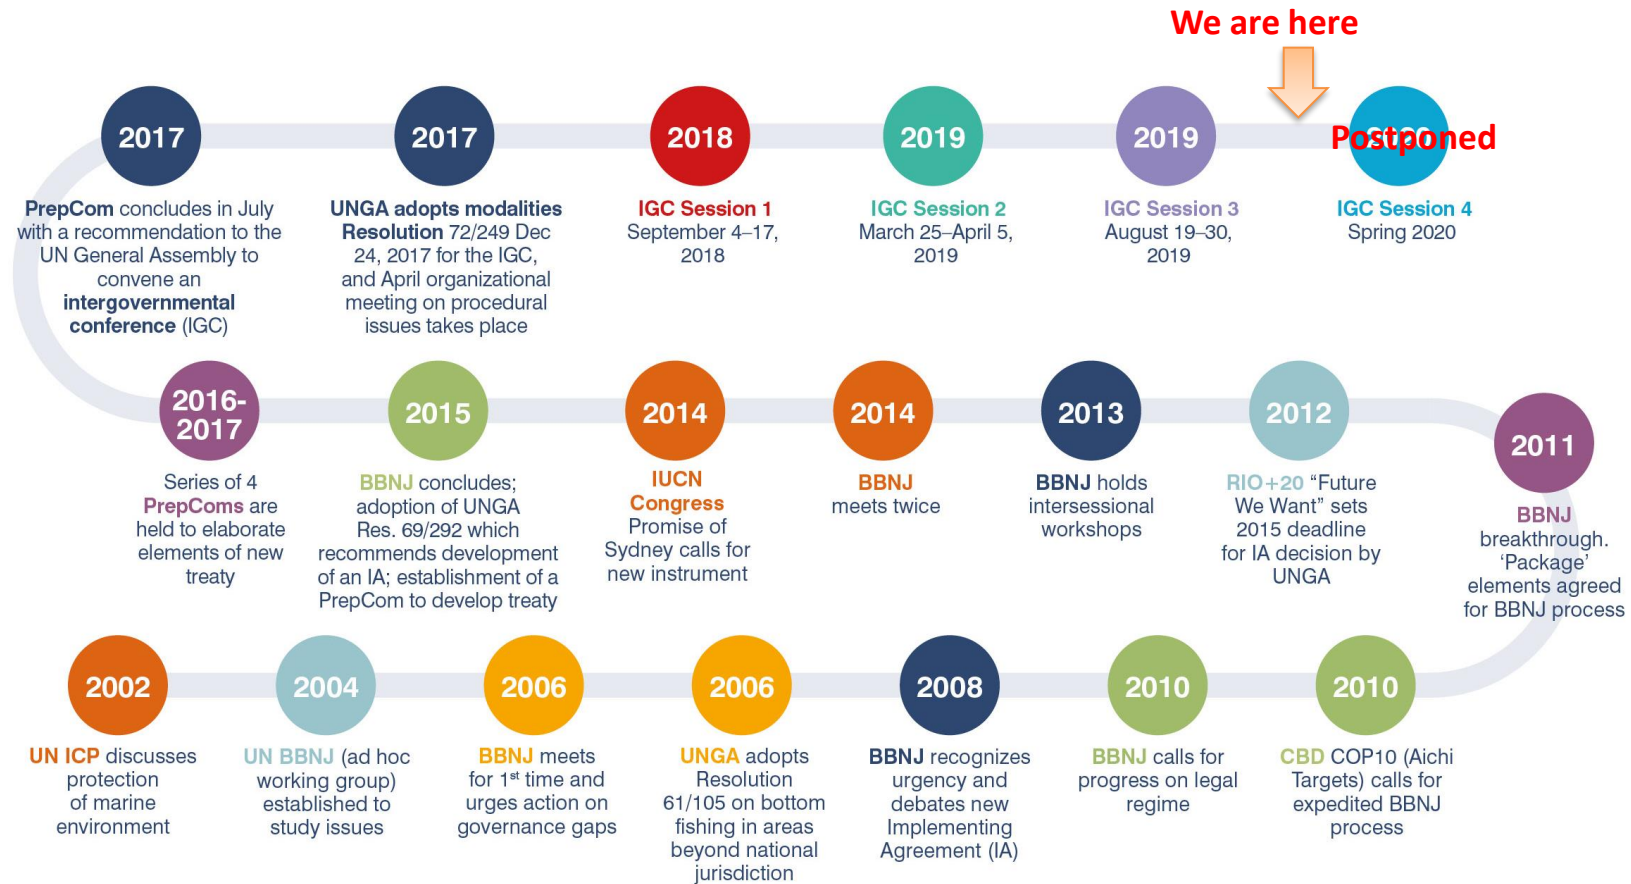 We are here
2017
PrepCom concludes in July
with a recommendation to the
UN General Assembly to
convene an
intergovernmental
conference (IGC)
2017
UNGA adopts modalities
Resolution 72/249 Dec
24, 2017 for the IGC,
and April organizational
meeting on procedural
issues takes place
2018
IGC Session 1
September 4–17,
2018
2019
IGC Session 2
March 25–April 5,
2019
2019
IGC Session 3
August 19–30,
2019
2020
Postponed
IGC Session 4
Spring 2020
2016-
2017
Series of 4
PrepComs are
held to elaborate
elements of new
treaty
2015
BBNJ concludes;
adoption of UNGA
Res. 69/292 which
recommends development
of an IA; establishment of a
PrepCom to develop treaty
2014
IUCN
Congress
Promise of
Sydney calls for
new instrument
2014
BBNJ
meets twice
2013
BBNJ holds
intersessional
workshops
2012
RIO+20 “Future
We Want” sets
2015 deadline
for IA decision by
UNGA
2011
BBNJ
breakthrough.
‘Package’
elements agreed
for BBNJ process
2002
UN ICP discusses
protection
of marine
environment
2004
UN BBNJ (ad hoc
working group)
established to
study issues
2006
BBNJ meets
for 1st time and
urges action on
governance gaps
2006
UNGA adopts
Resolution
61/105 on bottom
fishing in areas
beyond national
jurisdiction
2008
BBNJ recognizes
urgency and
debates new
Implementing
Agreement (IA)
2010
BBNJ calls for
progress on legal
regime
2010
CBD COP10 (Aichi
Targets) calls for
expedited BBNJ
process